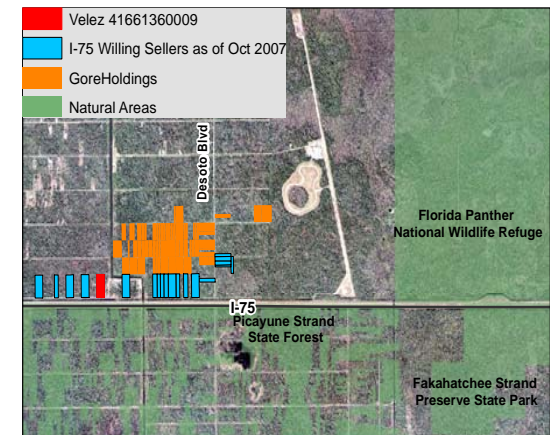 Velez 41661360009
I-75 Willing Sellers as of Oct 2007
GoreHoldings
Natural Areas
Desoto Blvd
Florida Panther
National Wildlife Refuge
I-75
Picayune Strand
State Forest
Fakahatchee Strand
Preserve State Park